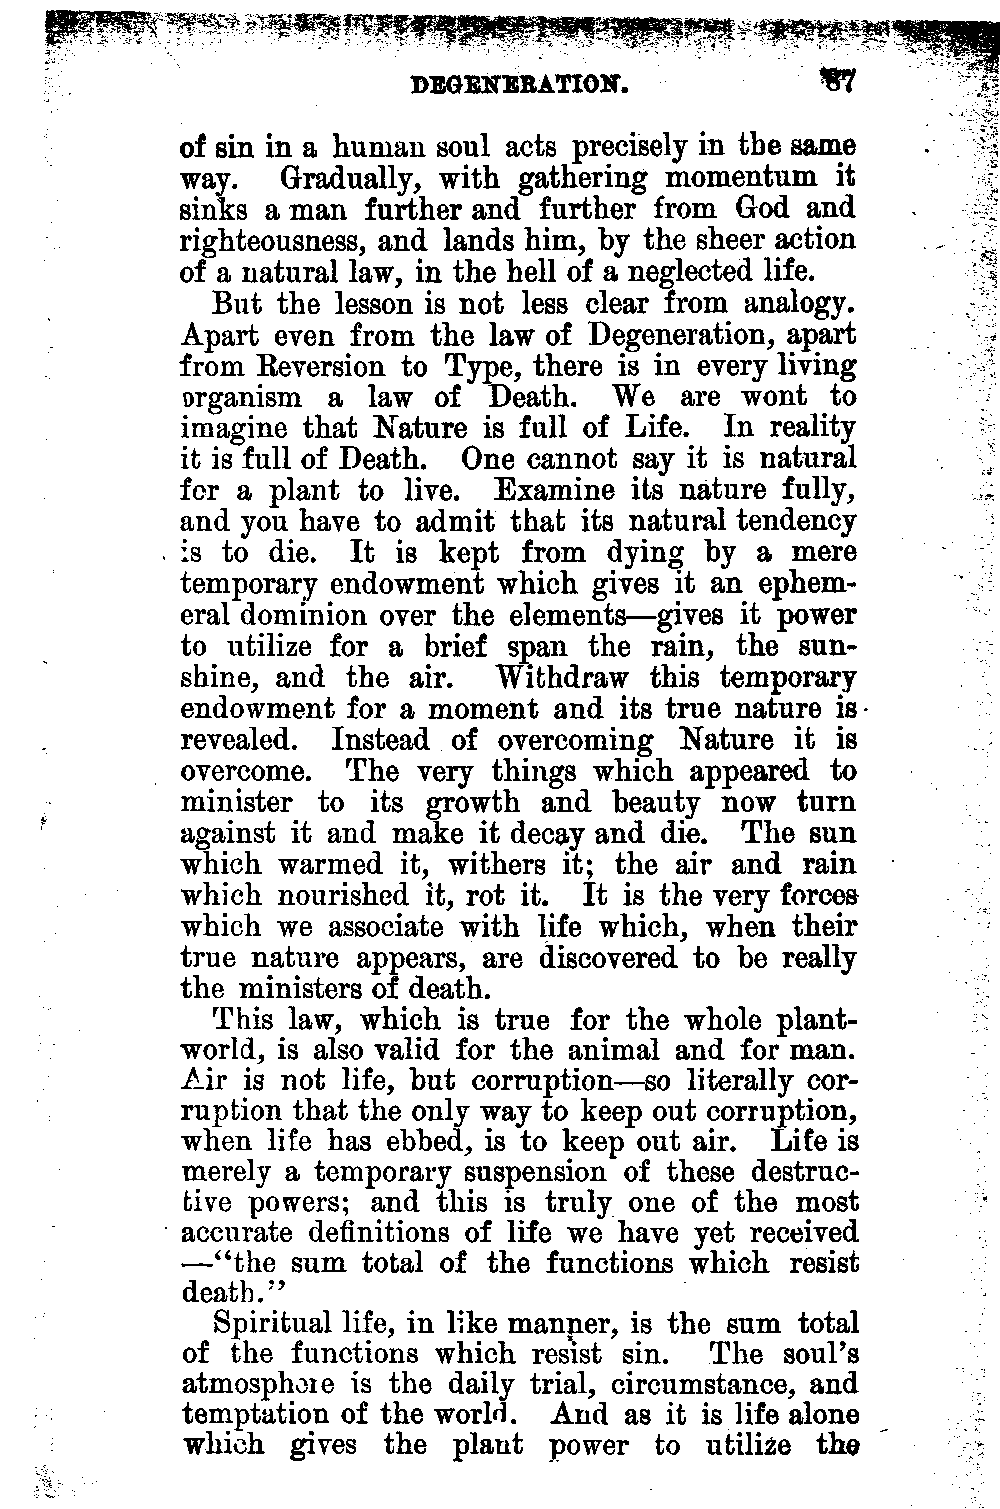 DEGENERATION. 87
of sin in a human soul acts precisely in the same
way. Gradually, with gathering momentum it
sinks a man further and further from God and
righteousness, and lands him, by the sheer action
of a natural law, in the hell of a neglected life.
But the lesson is not less clear from analogy.
Apart even from the law of Degeneration, apart
from Reversion to Type, there is in every living
organism a law of Death. We are wont to
imagine that Nature is full of Life. In reality
it is full of Death. One cannot say it is natural
for a plant to live. Examine its nature fully,
and you have to admit that its natural tendency
is to die. It is kept from dying by a mere
temporary endowment which gives it an ephem-
eral dominion over the elements—gives it power
to utilize for a brief span the rain, the sun-
shine, and the air. Withdraw this temporary
endowment for a moment and its true nature is
revealed. Instead of overcoming Nature it is
overcome. The very things which appeared to
minister to its growth and beauty now turn
against it and make it decay and die. The sun
which warmed it, withers it; the air and rain
which nourished it, rot it. It is the very forces
which we associate with life which, when their
true nature appears, are discovered to be really
the ministers of death.
This law, which is true for the whole plant-
world, is also valid for the animal and for man.
Air is not life, but corruption—so literally cor-
ruption that the only way to keep out corruption,
when life has ebbed, is to keep out air. Life is
merely a temporary suspension of these destruc-
tive powers; and this is truly one of the most
accurate definitions of life we have yet received
—“the sum total of the functions which resist
death.”
Spiritual life, in like manner, is the sum total
of the functions which resist sin. The soul's
atmosphere is the daily trial, circumstance, and
temptation of the world. And as it is life alone
which gives the plant power to utilize the